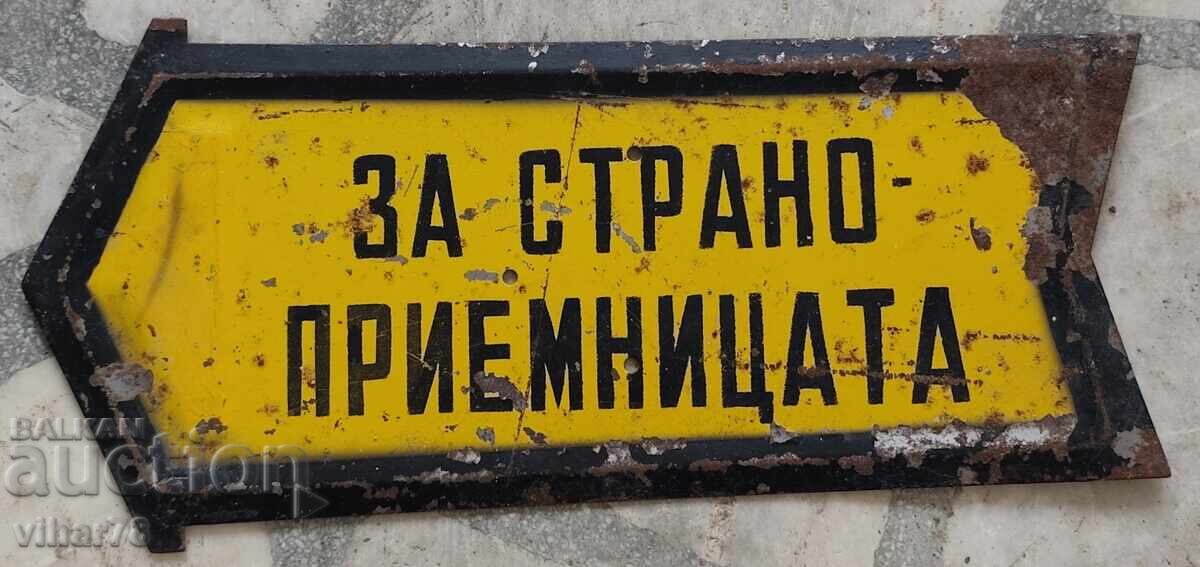 ЗА СТРАНО-
ПРИЕМНИЦАТА
BALKAN
auction
vihar78